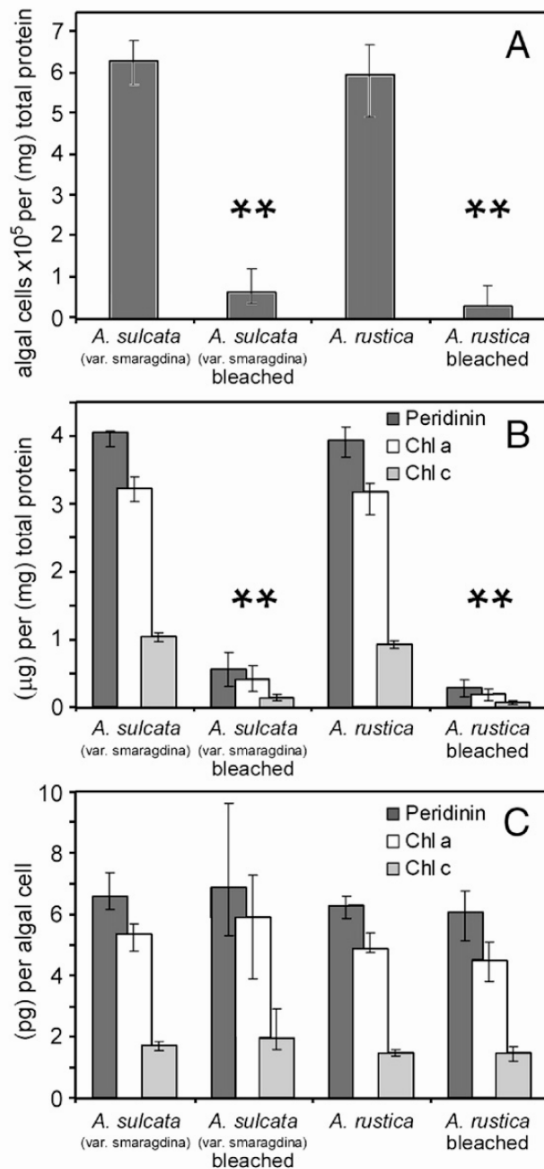 A
algal cells x10⁵ per (mg) total protein
7
6
5
4
3
2
1
0
**
**
A. sulcata A. sulcata A. rustica A. rustica
(var. smaragdina) (var. smaragdina) bleached
bleached
B
Peridinin
Chl a
Chl c
(µg) per (mg) total protein
4
3
2
1
0
**
**
A. sulcata A. sulcata A. rustica A. rustica
(var. smaragdina) (var. smaragdina) bleached
bleached
C
Peridinin
Chl a
Chl c
(pg) per algal cell
10
8
6
4
2
0
A. sulcata A. sulcata A. rustica A. rustica
(var. smaragdina) (var. smaragdina) bleached
bleached